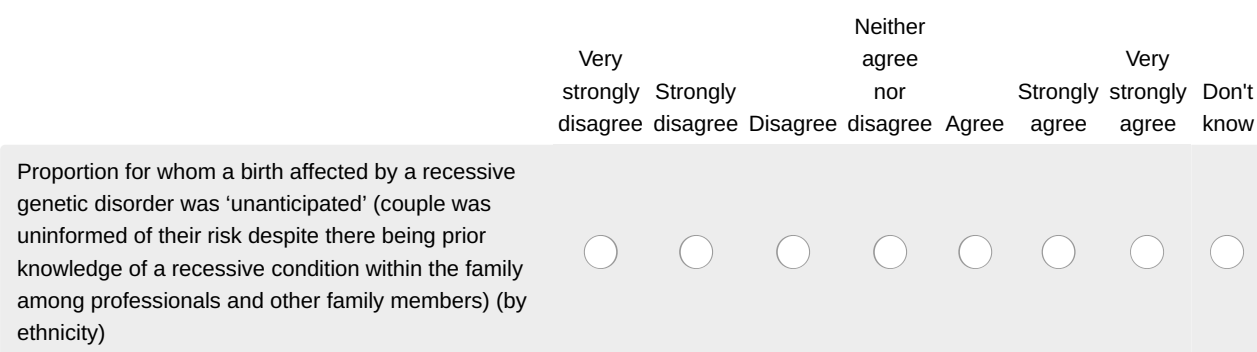 Neither
Very agree Very
strongly Strongly nor Strongly strongly Don't
disagree disagree Disagree disagree Agree agree agree know
Proportion for whom a birth affected by a recessive
genetic disorder was ‘unanticipated’ (couple was
uninformed of their risk despite there being prior
knowledge of a recessive condition within the family
among professionals and other family members) (by
ethnicity)